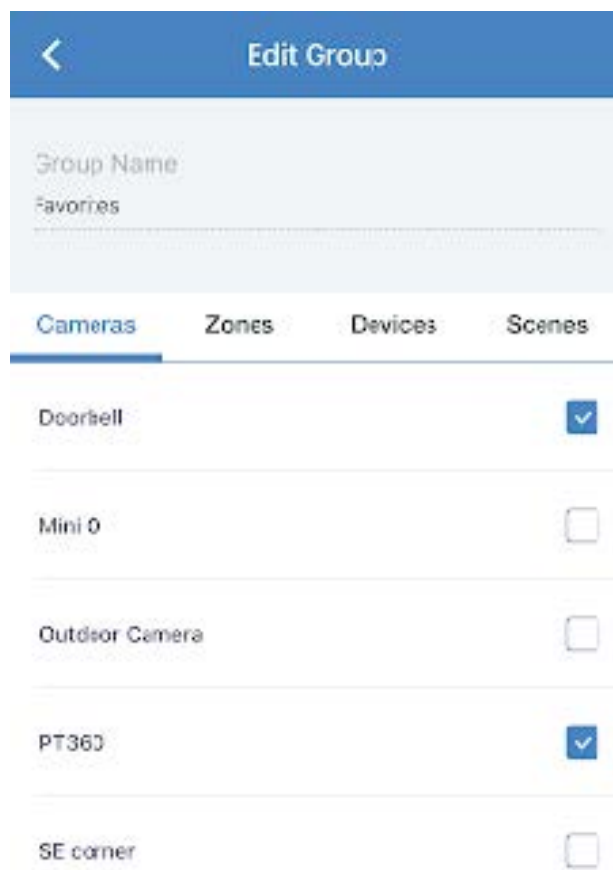 Edit Group
Group Name
Favorites
Cameras Zones Devices Scenes
Doorbell
Mini 0
Outdoor Camera
PT360
SE corner